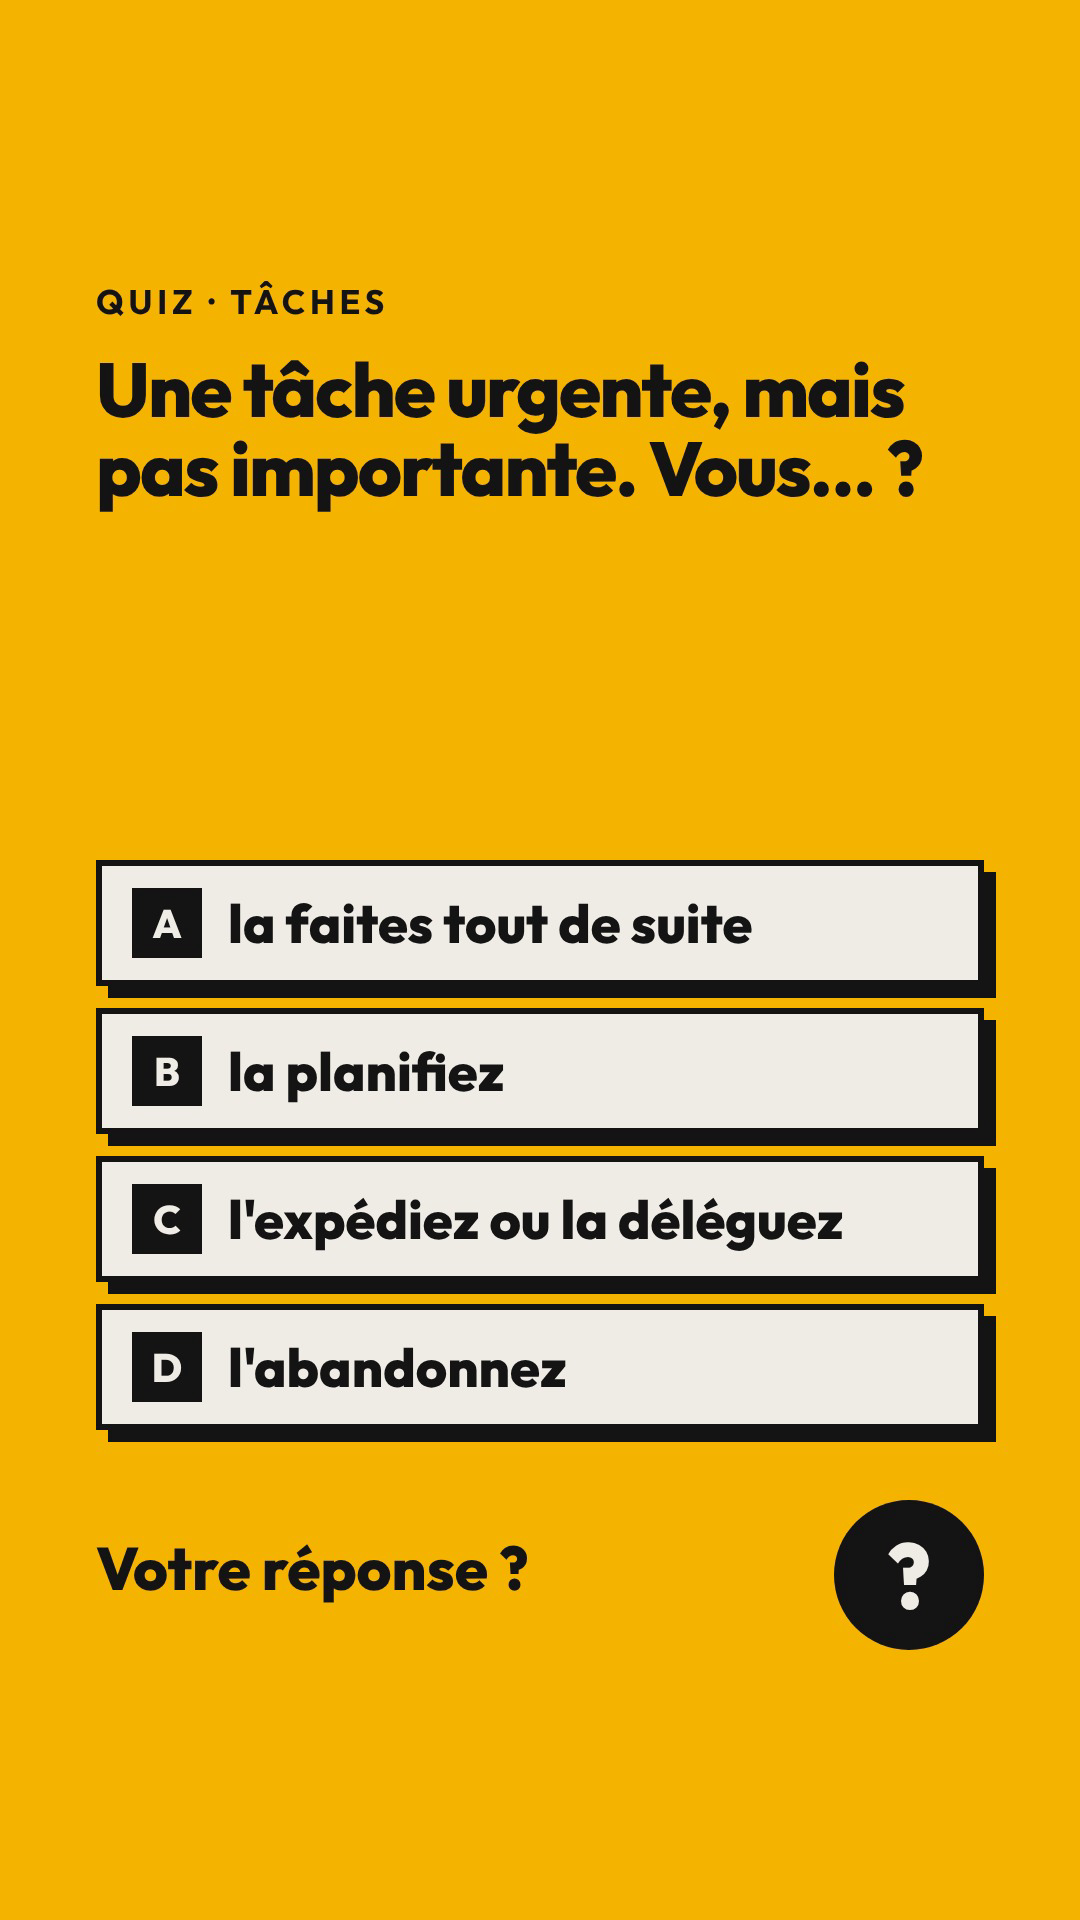 QUIZ · TÂCHES
Une tâche urgente, mais
pas importante. Vous... ?
A la faites tout de suite
B la planifiez
C l'expédiez ou la déléguez
D l'abandonnez
Votre réponse ?
?